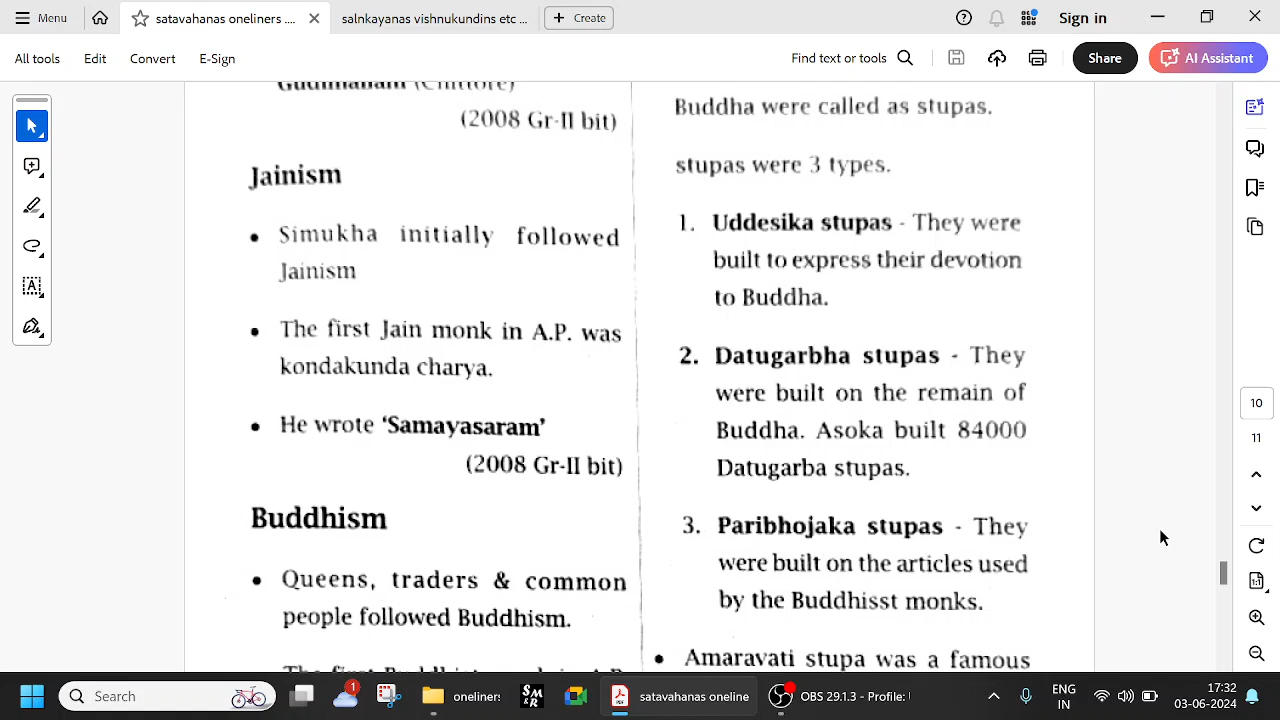 Menu
satavahanas oneliners ....
salnkayanas vishnukundins etc ...
Create
Sign in
All tools
Edit
Convert
E-Sign
Find text or tools
Share
AI Assistant
(2008 Gr-II bit)
Jainism
• Simukha initially followed
Jainism
• The first Jain monk in A.P. was
kondakunda charya.
• He wrote ‘Samayasaram’
(2008 Gr-II bit)
Buddhism
• Queens, traders & common
people followed Buddhism.
Buddha were called as stupas.
stupas were 3 types.
1. Uddesika stupas - They were
built to express their devotion
to Buddha.
2. Datugarbha stupas - They
were built on the remain of
Buddha. Asoka built 84000
Datugarba stupas.
3. Paribhojaka stupas - They
were built on the articles used
by the Buddhisst monks.
• Amaravati stupa was a famous
10
11
Search
1
oneliners
SM
&R
satavahanas oneline
OBS 29.1.3 - Profile:
ENG
IN
17:32
03-06-2024